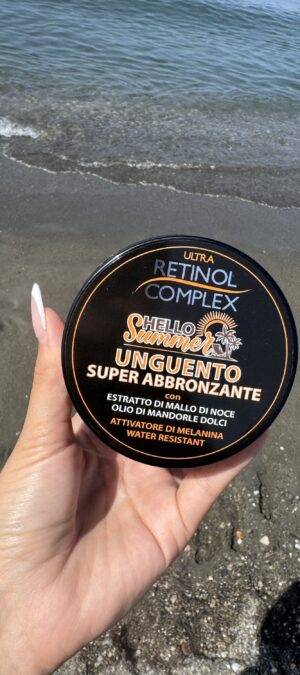 ULTRA
RETINOL
COMPLEX
HELLO
Summer
UNGUENTO
SUPER ABBRONZANTE
con
ESTRATTO DI MALLO DI NOCE
OLIO DI MANDORLE DOLCI
ATTIVATORE DI MELANINA
WATER RESISTANT